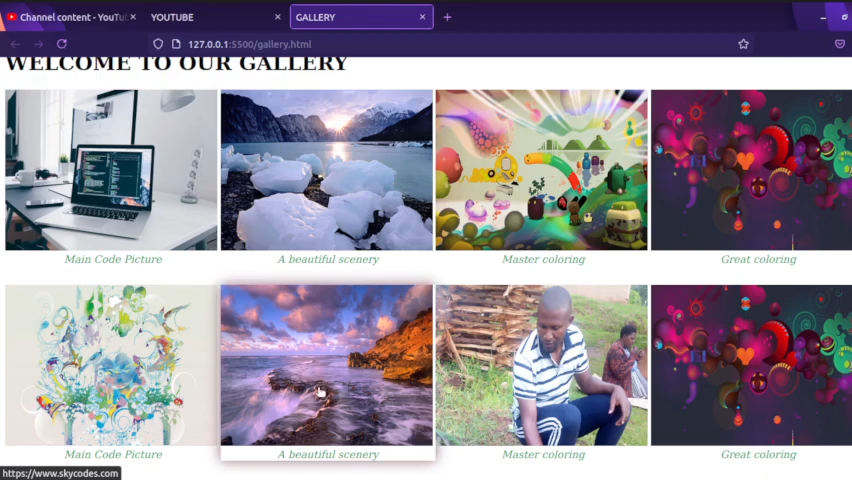 Channel content - YouTu
YOUTUBE
GALLERY
127.0.0.1:5500/gallery.html
WELCOME TO OUR GALLERY
Main Code Picture
A beautiful scenery
Master coloring
Great coloring
Main Code Picture
A beautiful scenery
Master coloring
Great coloring
https://www.skycodes.com